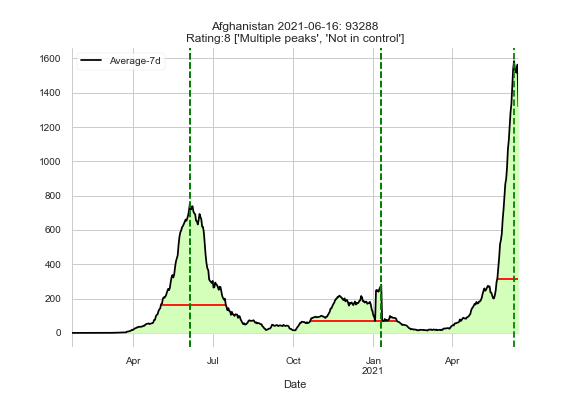 Afghanistan 2021-06-16: 93288
Rating:8 ['Multiple peaks', 'Not in control']
Average-7d
1600
1400
1200
1000
800
600
400
200
0
Apr Jul Oct Jan Apr
2021
Date